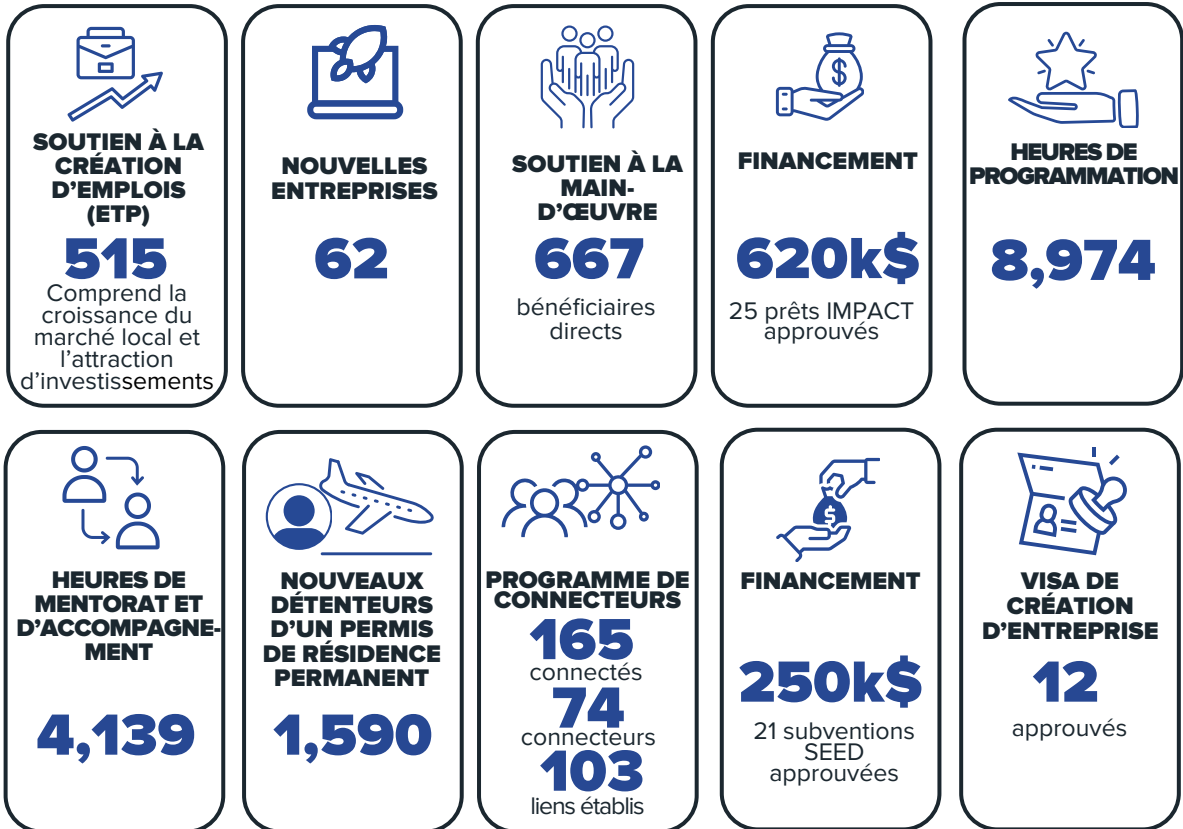 SOUTIEN À LA
CRÉATION
D'EMPLOIS
(ETP)
515
Comprend la
croissance du
marché local et
l'attraction
d'investissements
NOUVELLES
ENTREPRISES
62
SOUTIEN À LA
MAIN-
D'ŒUVRE
667
bénéficiaires
directs
$
FINANCEMENT
620k$
25 prêts IMPACT
approuvés
HEURES DE
PROGRAMMATION
8,974
HEURES DE
MENTORAT ET
D'ACCOMPAGNE-
MENT
4,139
NOUVEAUX
DÉTENTEURS
D'UN PERMIS
DE RÉSIDENCE
PERMANENT
1,590
PROGRAMME DE
CONNECTEURS
165
connectés
74
connecteurs
103
liens établis
$
FINANCEMENT
250k$
21 subventions
SEED
approuvées
VISA DE
CRÉATION
D'ENTREPRISE
12
approuvés